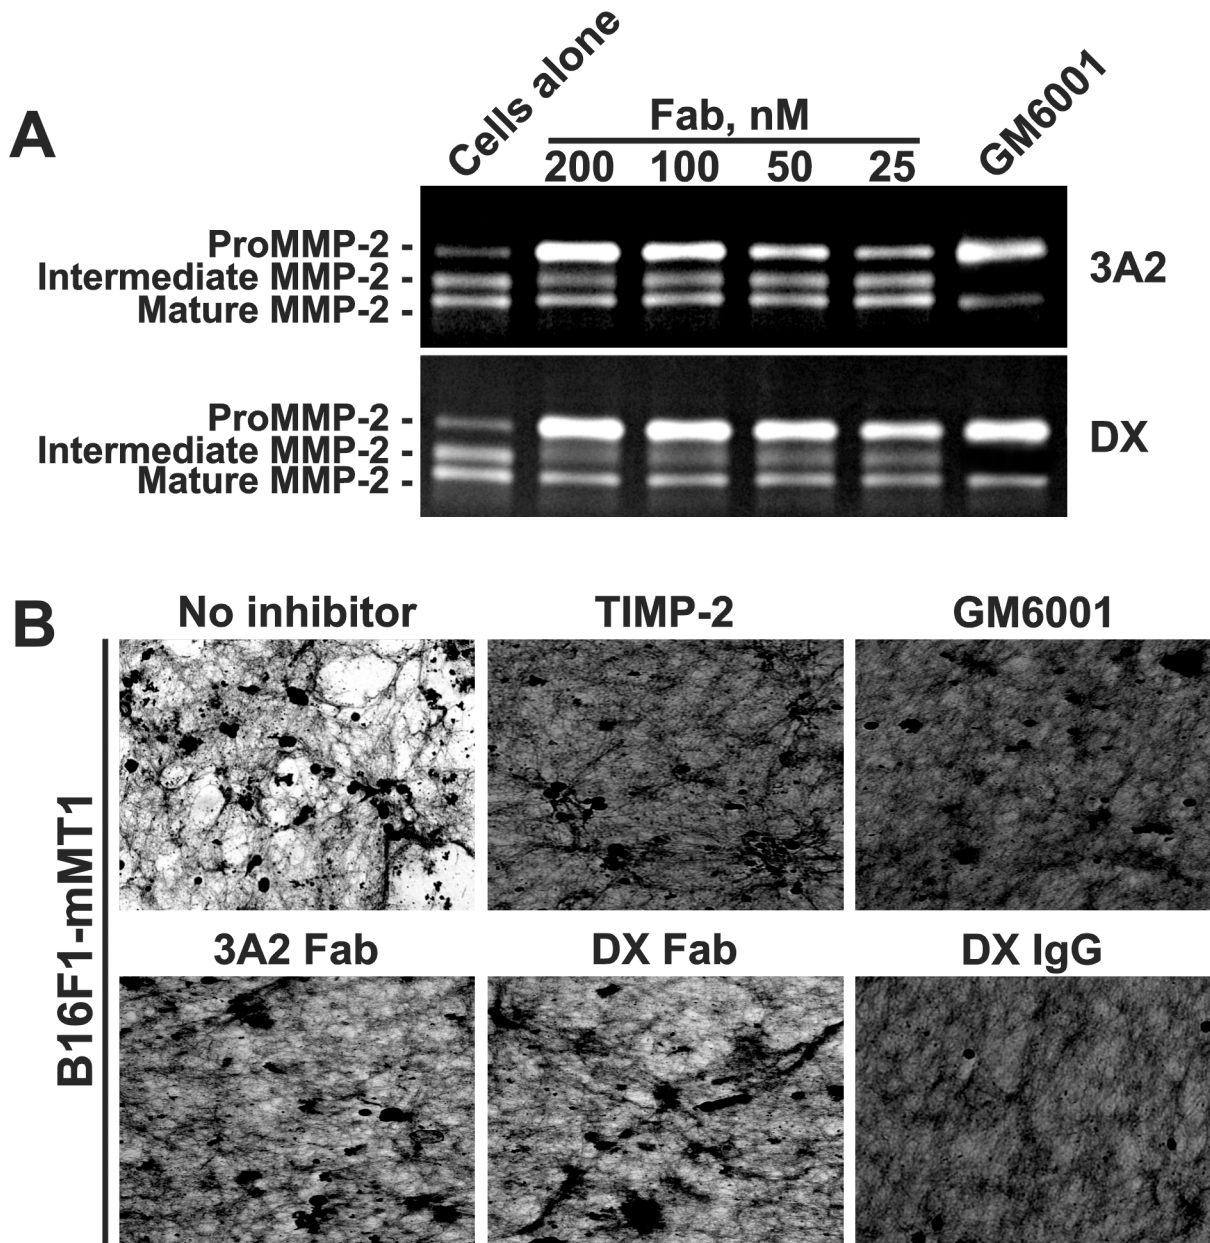 A
Cells alone
Fab, nM
GM6001
200 100 50 25
ProMMP-2 -
Intermediate MMP-2 -
Mature MMP-2 -
3A2
ProMMP-2 -
Intermediate MMP-2 -
Mature MMP-2 -
DX
B
No inhibitor TIMP-2 GM6001
B16F1-mMT1
3A2 Fab DX Fab DX IgG